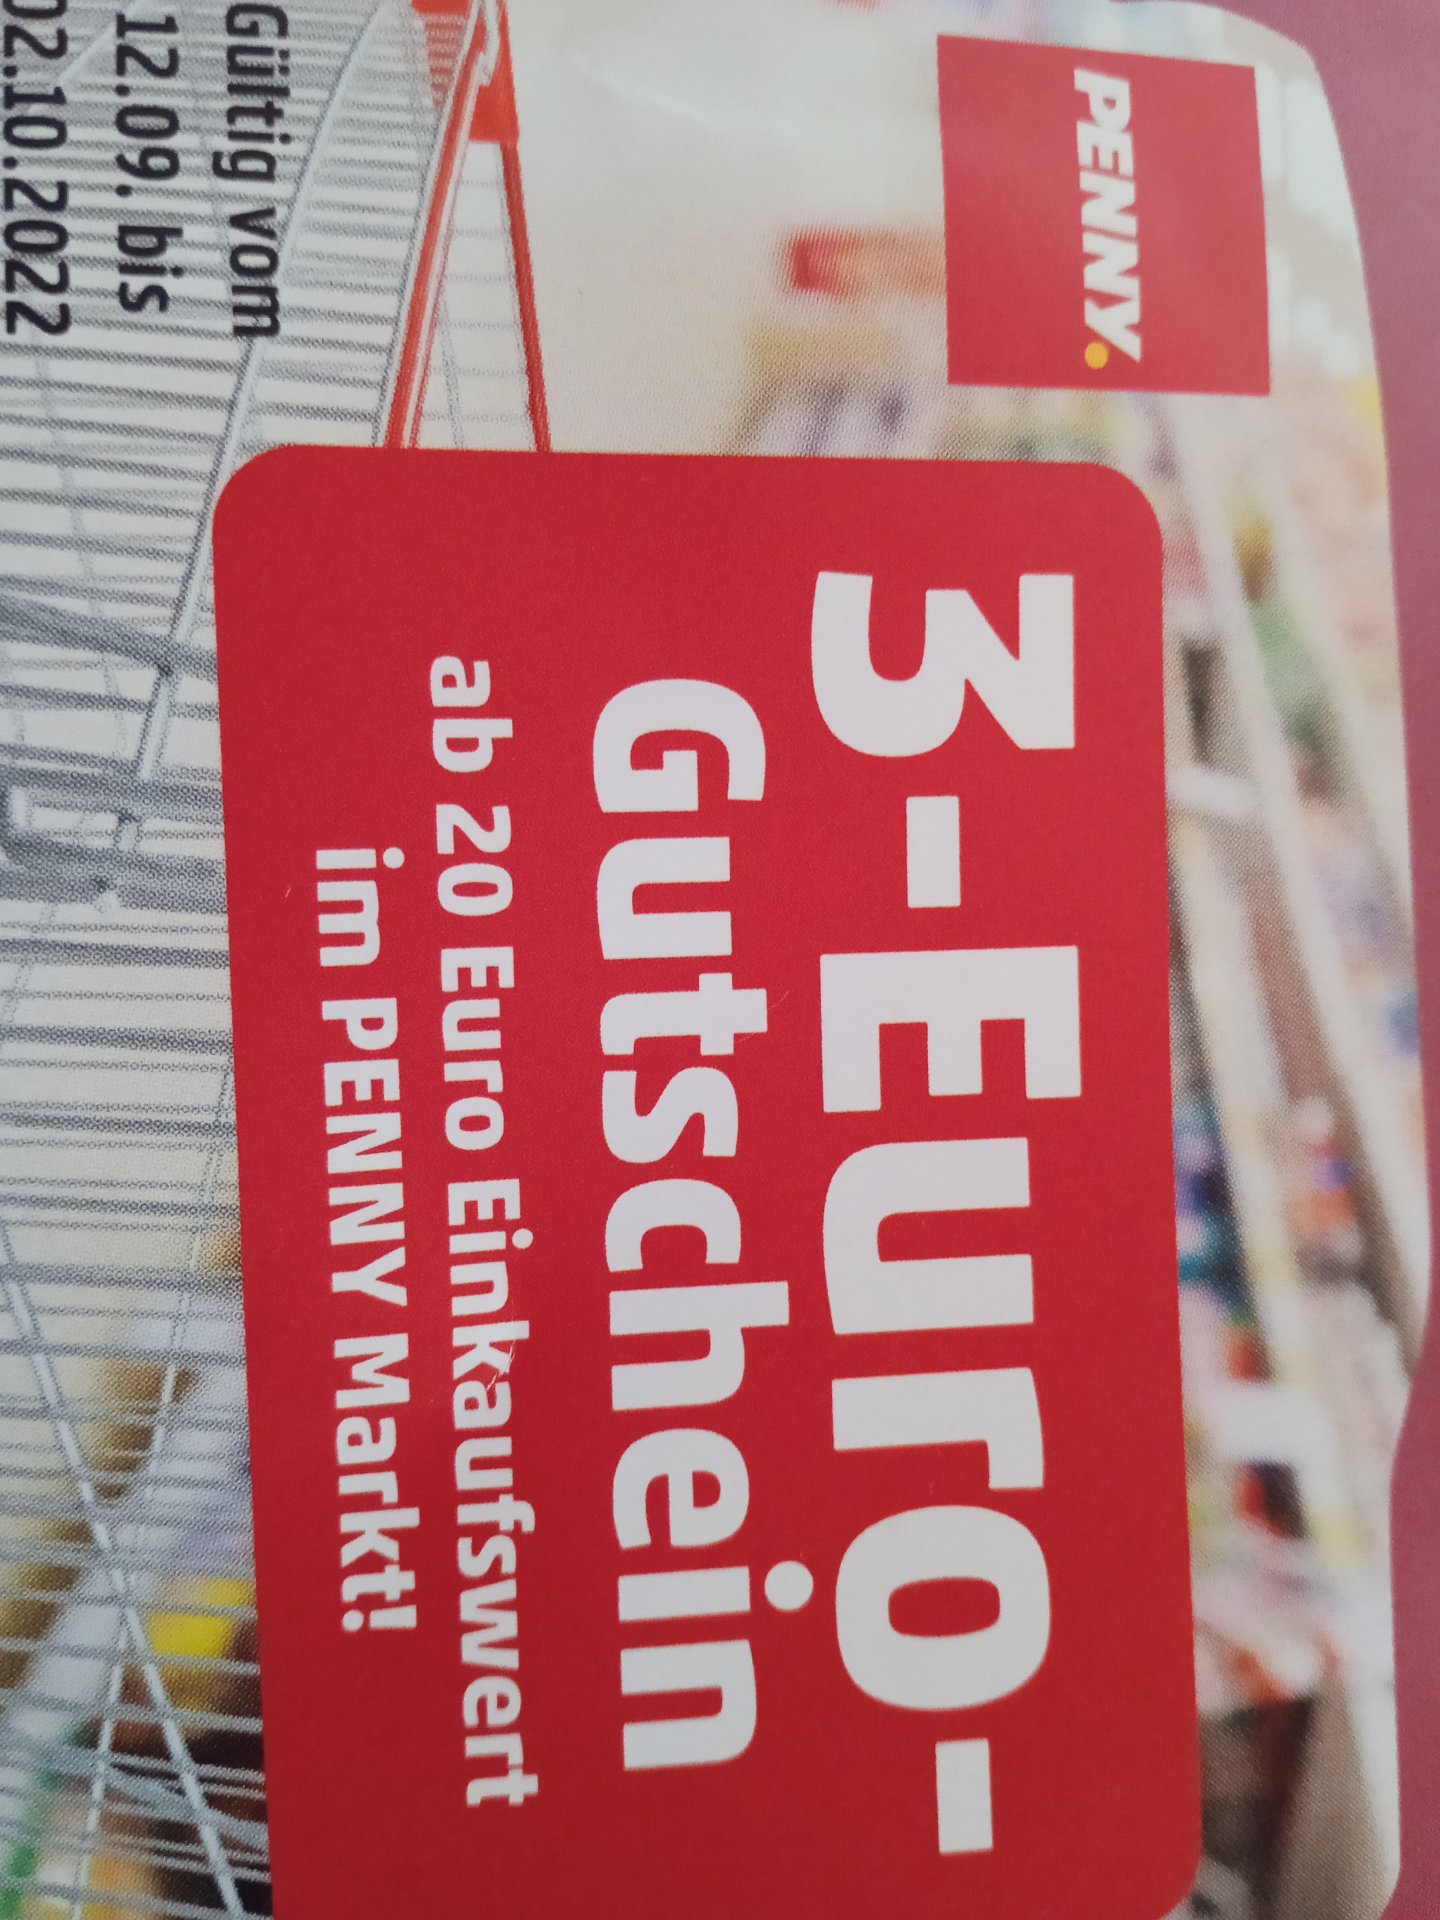 PENNY.
3-Euro-
Gutschein
ab 20 Euro Einkaufswert
im PENNY Markt!
Gültig vom
12.09. bis
02.10.2022